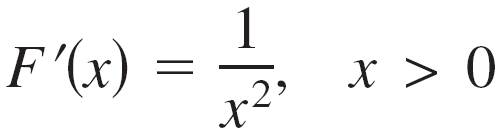 F′(x) = 1/x², x > 0